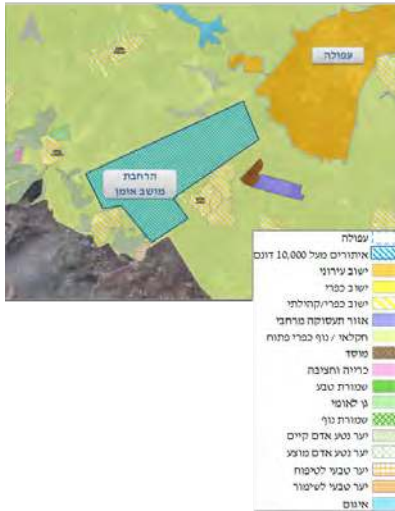 עפולה
הרחבת
מושב אומן
עפולה
איתורים מעל 10,000 דונם
ישוב עירוני
ישוב כפרי
ישוב כפרי/קהילתי
אזור תעסוקה מרחבי
חקלאי / נוף כפרי פתוח
מוסד
כרייה וחציבה
שמורת טבע
גן לאומי
שמורת נוף
יער נטע אדם קיים
יער נטע אדם מוצע
יער טבעי לטיפוח
יער טבעי לשימור
איגום